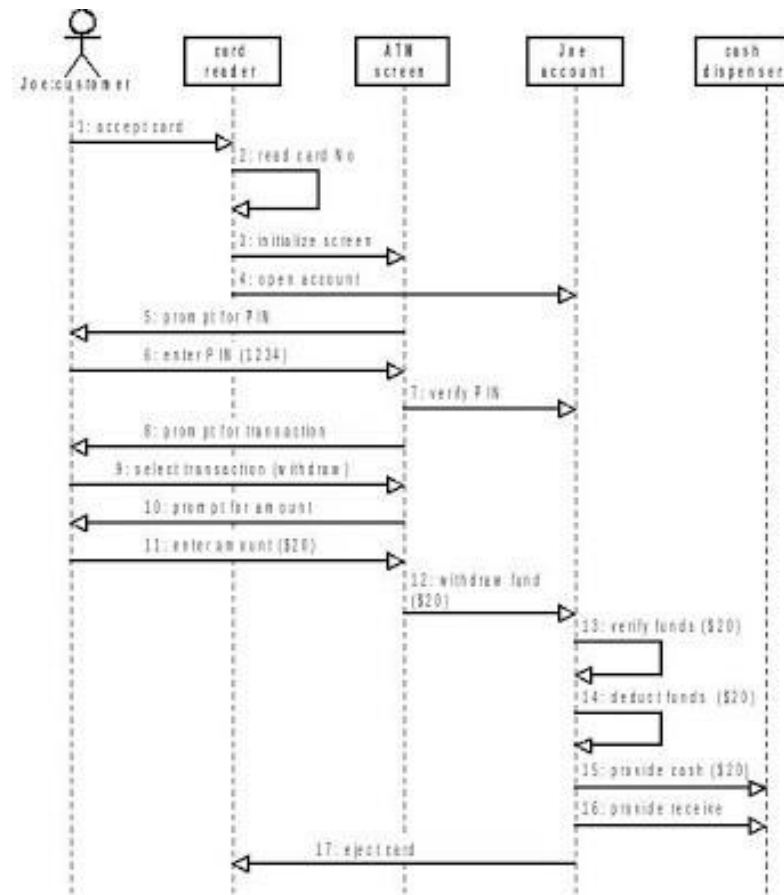 Joe:customer
card
reader
ATM
screen
Joe
account
cash
dispenser
1: accept card
2: read card No
3: initialize screen
4: open account
5: prompt for PIN
6: enter PIN (1234)
7: verify PIN
8: prompt for transaction
9: select transaction (withdraw)
10: prompt for amount
11: enter amount ($20)
12: withdraw fund
($20)
13: verify funds ($20)
14: deduct funds ($20)
15: provide cash ($20)
16: provide receive
17: eject card